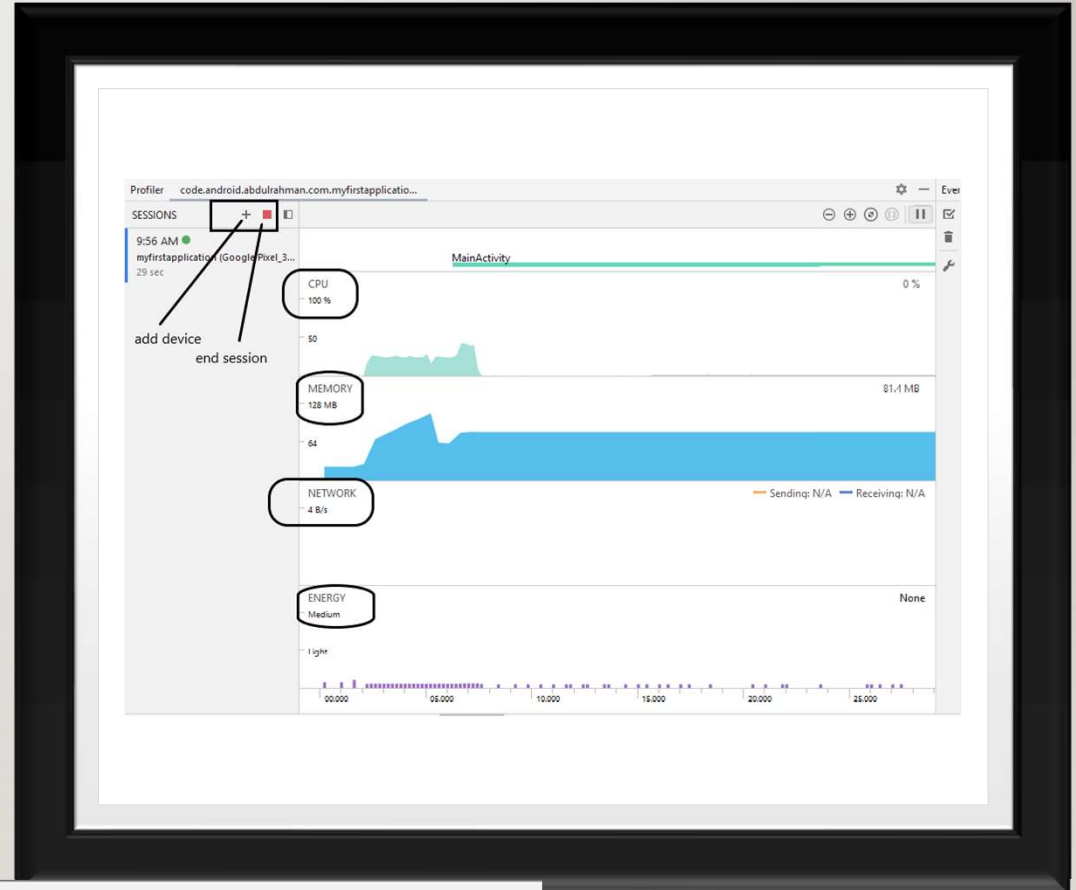 Profiler code.android.abdulrahman.com.myfirstapplicatio...
Ever
SESSIONS
9:56 AM
myfirstapplication (Google Pixel_3...
29 sec
add device
end session
MainActivity
CPU
100 %
0 %
50
MEMORY
128 MB
81.4 MB
64
NETWORK
4 B/s
Sending: N/A Receiving: N/A
ENERGY
Medium
None
Light
00.000 05.000 10.000 15.000 20.000 25.000